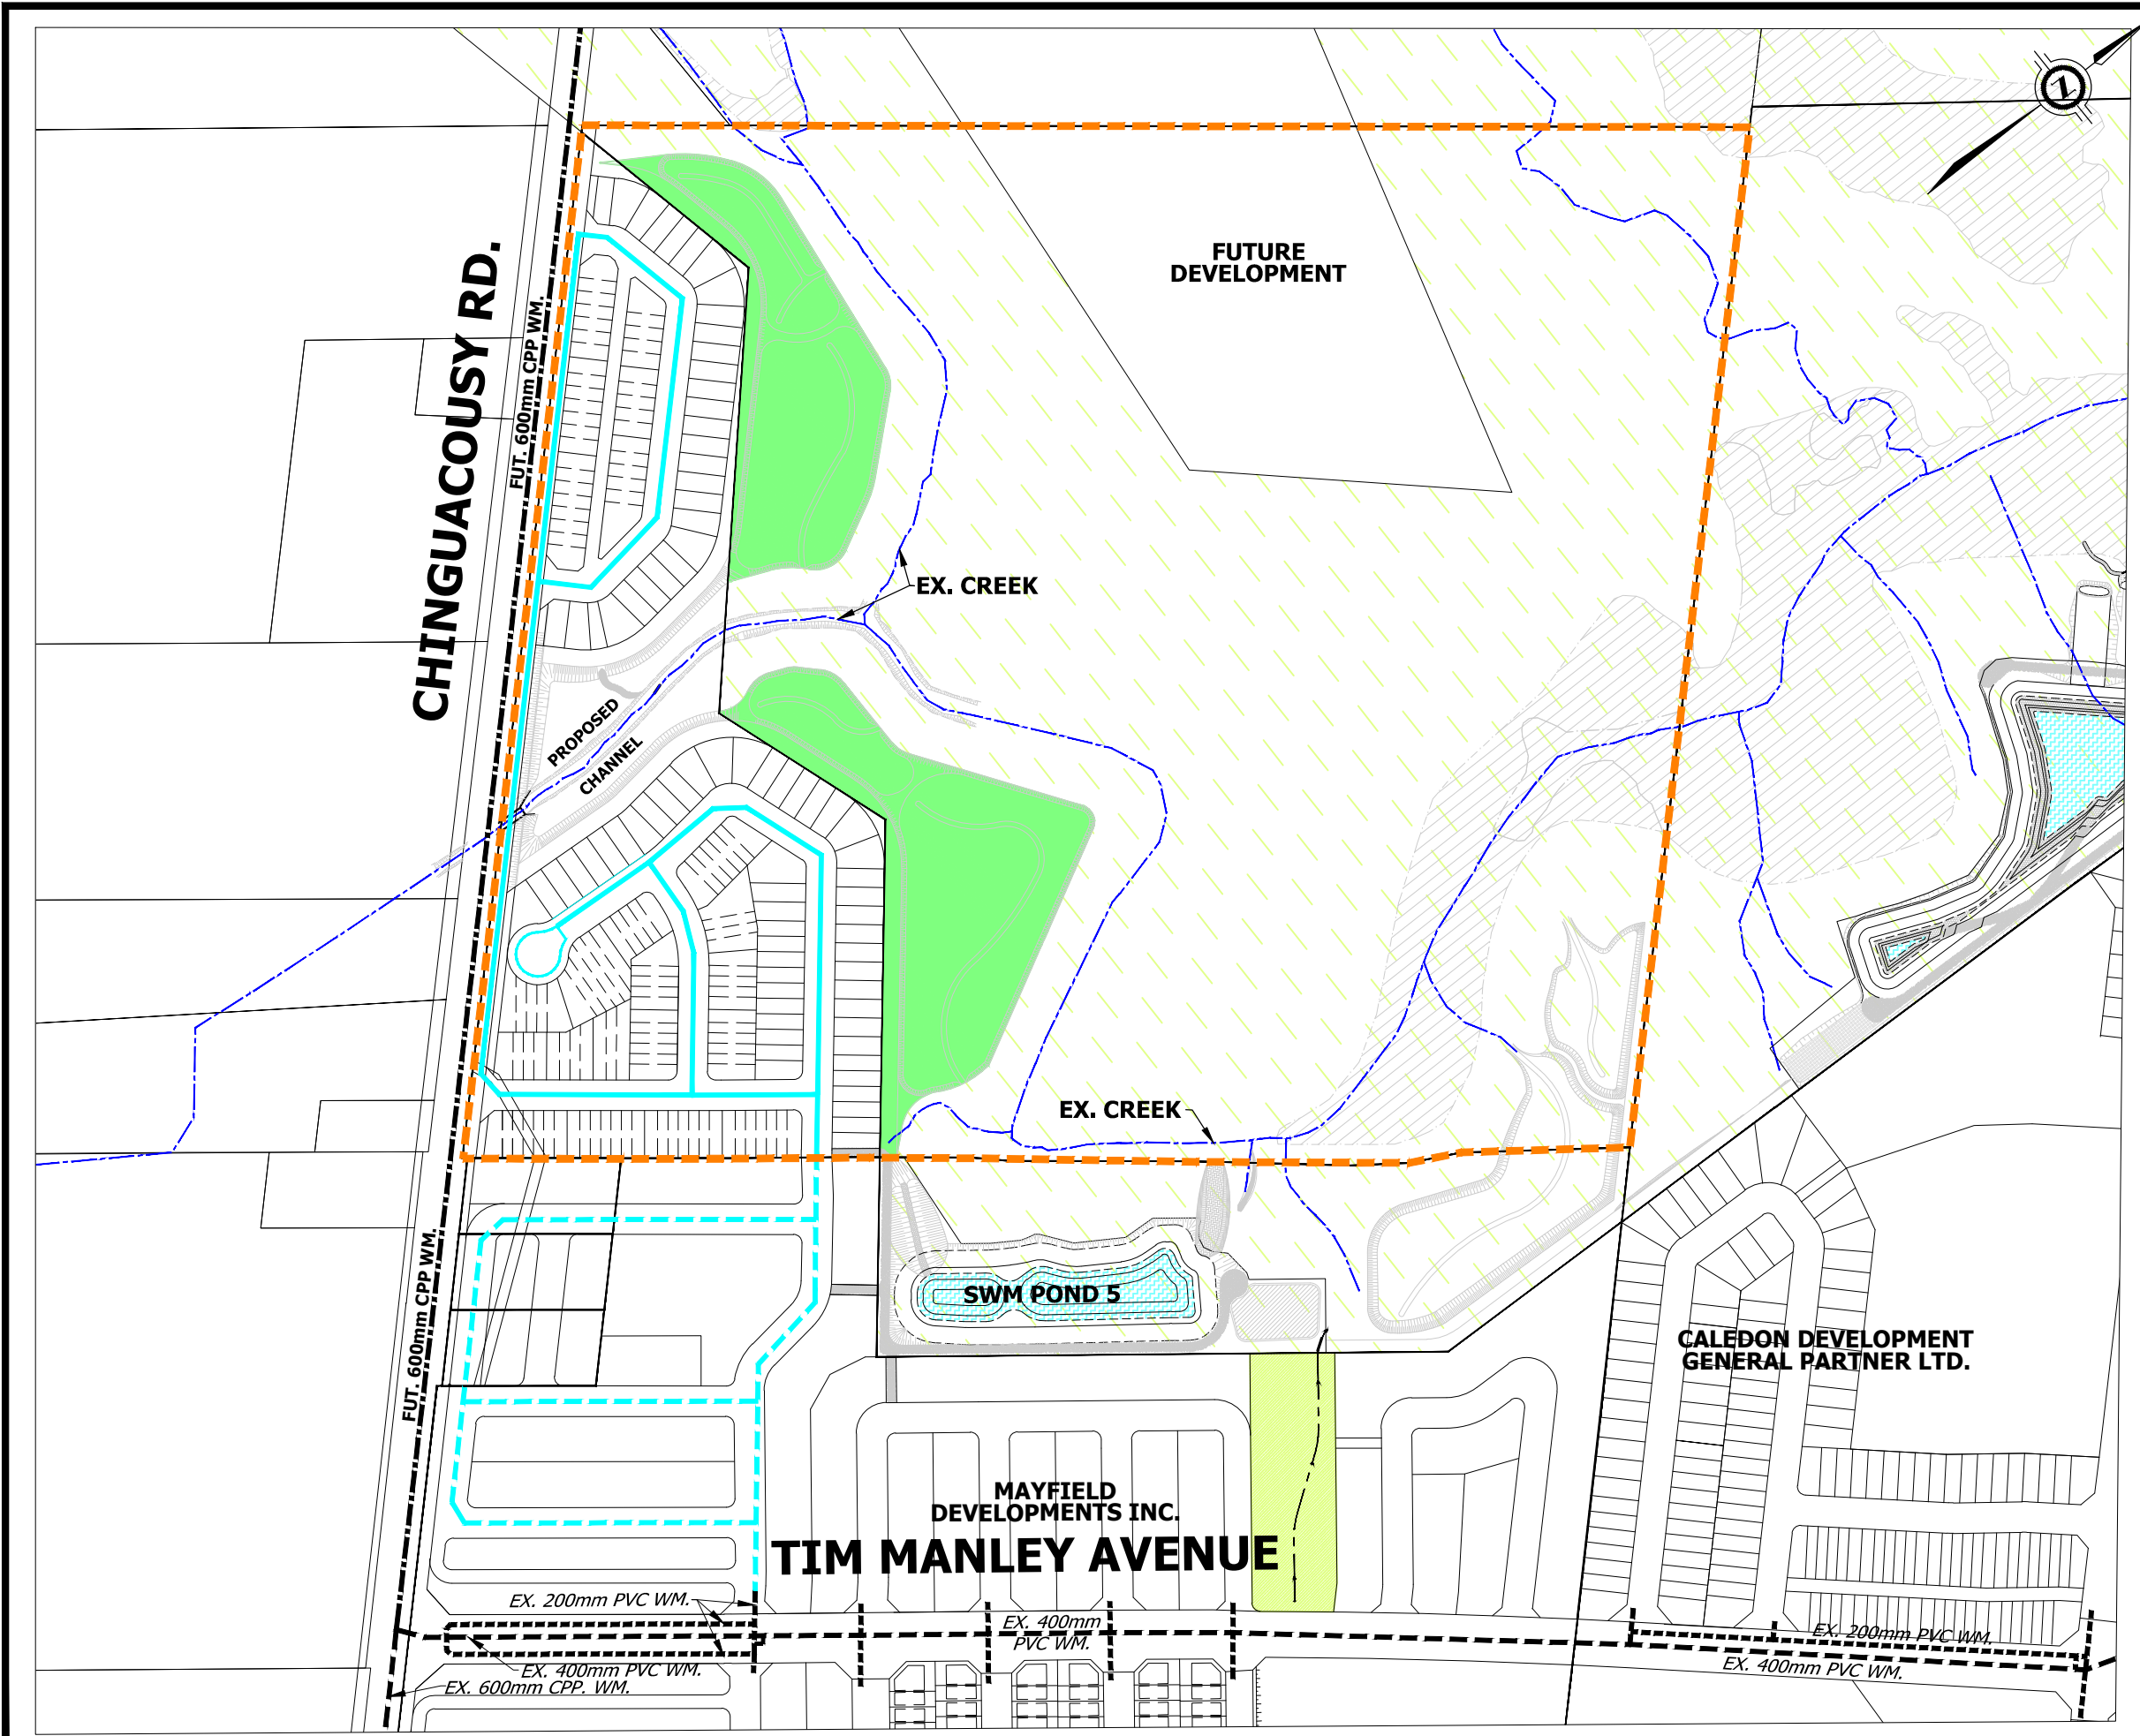 Z
FUTURE
DEVELOPMENT
CHINGUACOUSY RD.
FUT. 600mm CPP WM.
EX. CREEK
PROPOSED
CHANNEL
EX. CREEK
FUT. 600mm CPP WM.
SWM POND 5
CALEDON DEVELOPMENT
GENERAL PARTNER LTD.
MAYFIELD
DEVELOPMENTS INC.
TIM MANLEY AVENUE
EX. 200mm PVC WM.
EX. 400mm
PVC WM.
EX. 200mm PVC WM.
EX. 400mm PVC WM.
EX. 400mm PVC WM.
EX. 600mm CPP. WM.